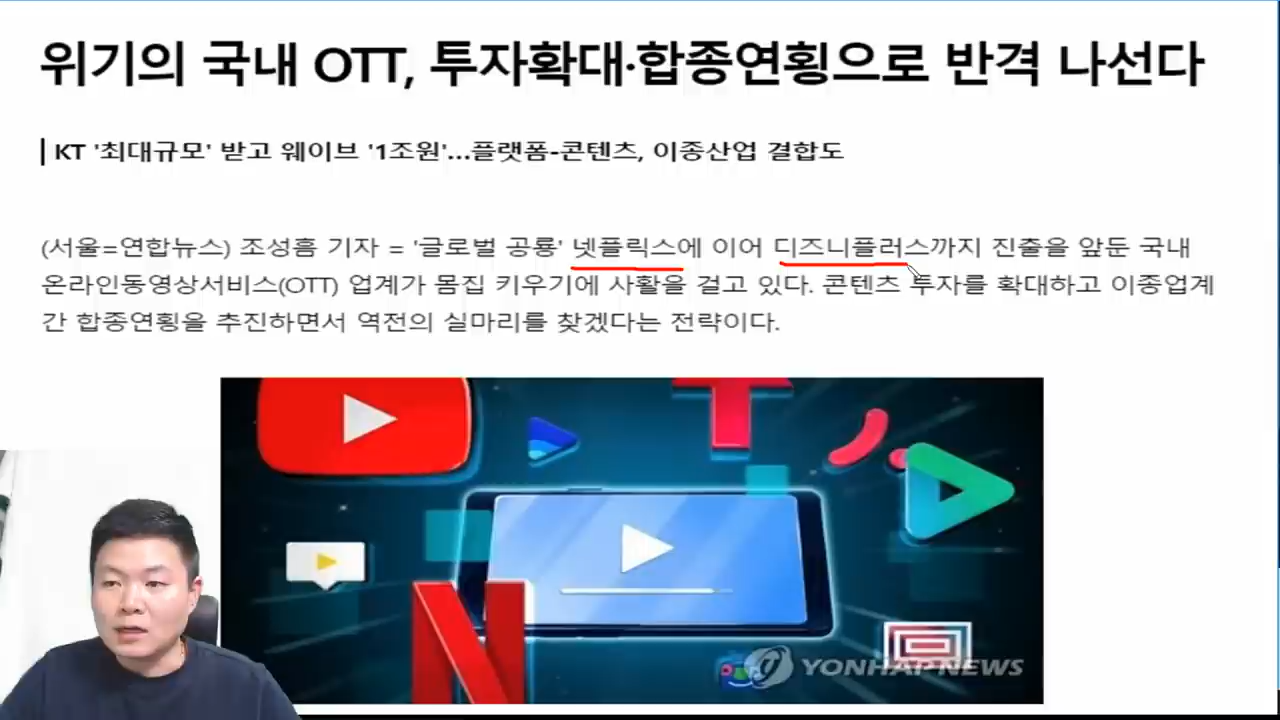 위기의 국내 OTT, 투자확대·합종연횡으로 반격 나선다
KT '최대규모' 받고 웨이브 '1조원'...플랫폼-콘텐츠, 이종산업 결합도
(서울=연합뉴스) 조성흠 기자 = '글로벌 공룡' 넷플릭스에 이어 디즈니플러스까지 진출을 앞둔 국내
온라인동영상서비스(OTT) 업계가 몸집 키우기에 사활을 걸고 있다. 콘텐츠 투자를 확대하고 이종업계
간 합종연횡을 추진하면서 역전의 실마리를 찾겠다는 전략이다.
YONHAP NEWS